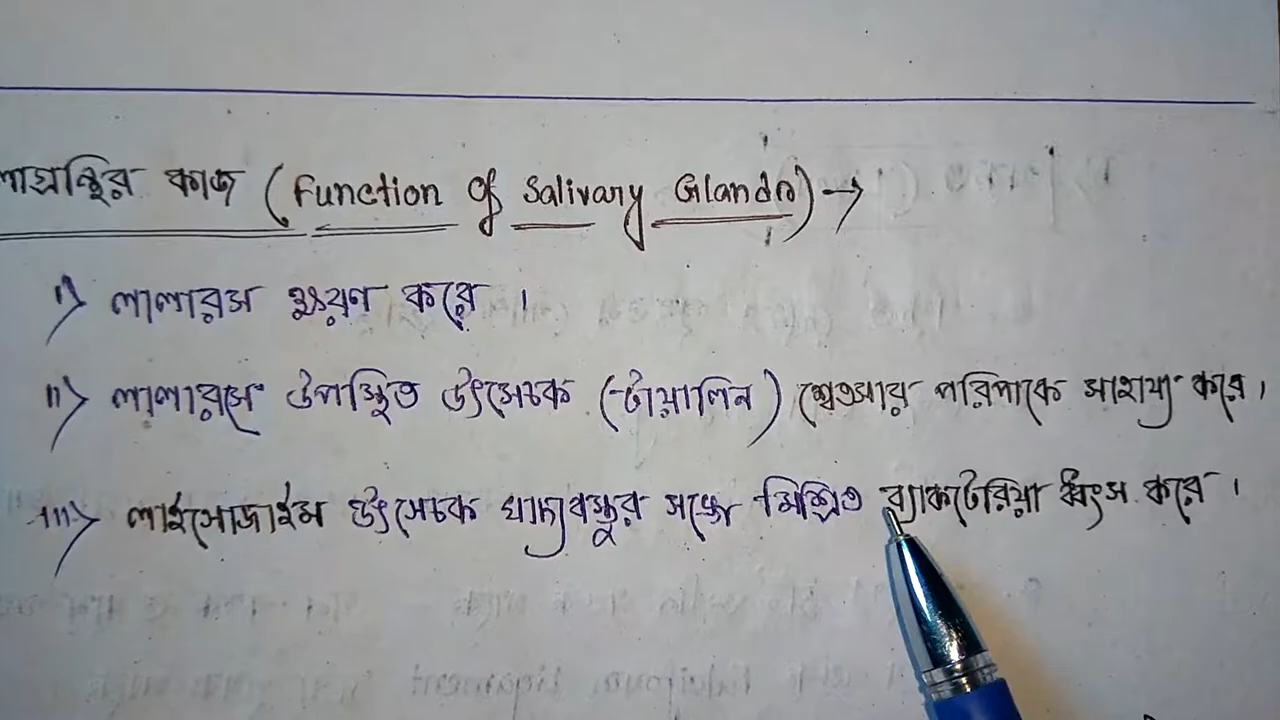 লাগ্রন্থির কাজ (Function of Salivary Glands) →
i) লালারস ক্ষরণ করে ।
ii) লালারসে উপস্থিত উৎসেচক (টায়ালিন) শ্বেতসার পরিপাকে সাহায্য করে ।
iii) লাইসোজাইম উৎসেচক খাদ্যবস্তুর সঙ্গে মিশ্রিত ব্যাকটেরিয়া ধ্বংস করে ।